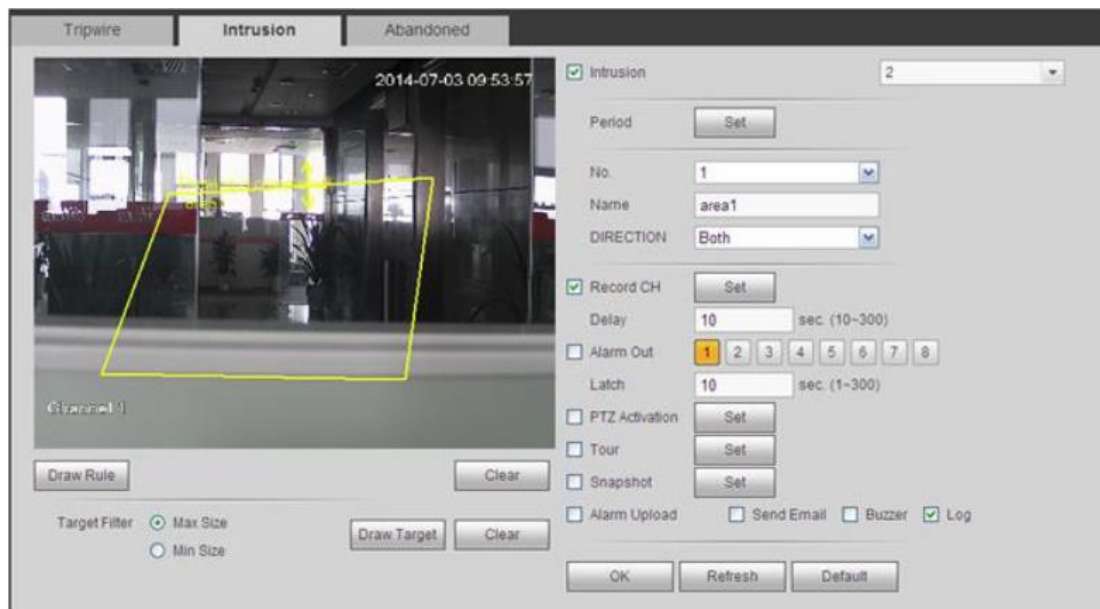 Tripwire Intrusion Abandoned
2014-07-03 09:53:57
Channel 1
Draw Rule Clear
Target Filter Max Size
Min Size
Draw Target Clear
Intrusion 2
Period Set
No. 1
Name area1
DIRECTION Both
Record CH Set
Delay 10 sec. (10~300)
Alarm Out 1 2 3 4 5 6 7 8
Latch 10 sec. (1~300)
PTZ Activation Set
Tour Set
Snapshot Set
Alarm Upload Send Email Buzzer Log
OK Refresh Default